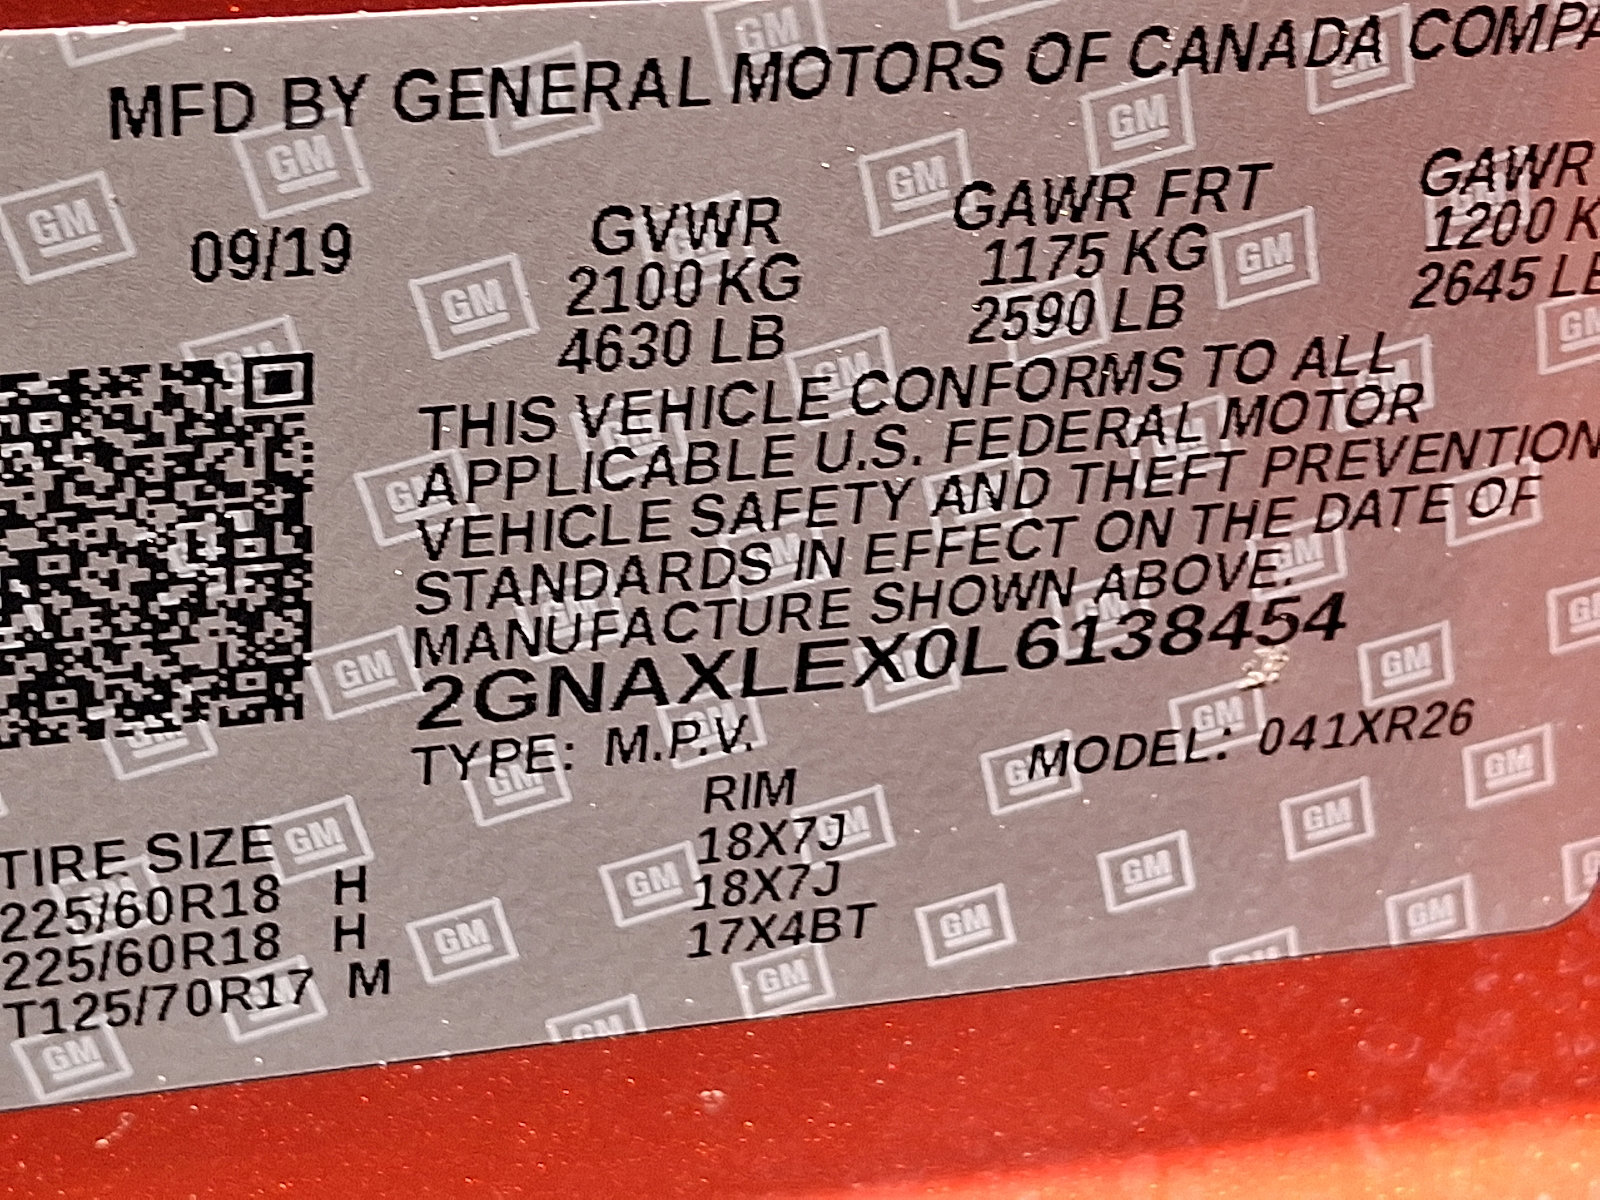 MFD BY GENERAL MOTORS OF CANADA COMPA
09/19 GVWR GAWR FRT GAWR
2100 KG 1175 KG 1200 K
4630 LB 2590 LB 2645 LB
THIS VEHICLE CONFORMS TO ALL
APPLICABLE U.S. FEDERAL MOTOR
VEHICLE SAFETY AND THEFT PREVENTION
STANDARDS IN EFFECT ON THE DATE OF
MANUFACTURE SHOWN ABOVE.
2GNAXLEX0L6138454
TYPE: M.P.V. MODEL: 041XR26
TIRE SIZE RIM
225/60R18 H 18X7J
225/60R18 H 18X7J
T125/70R17 M 17X4BT